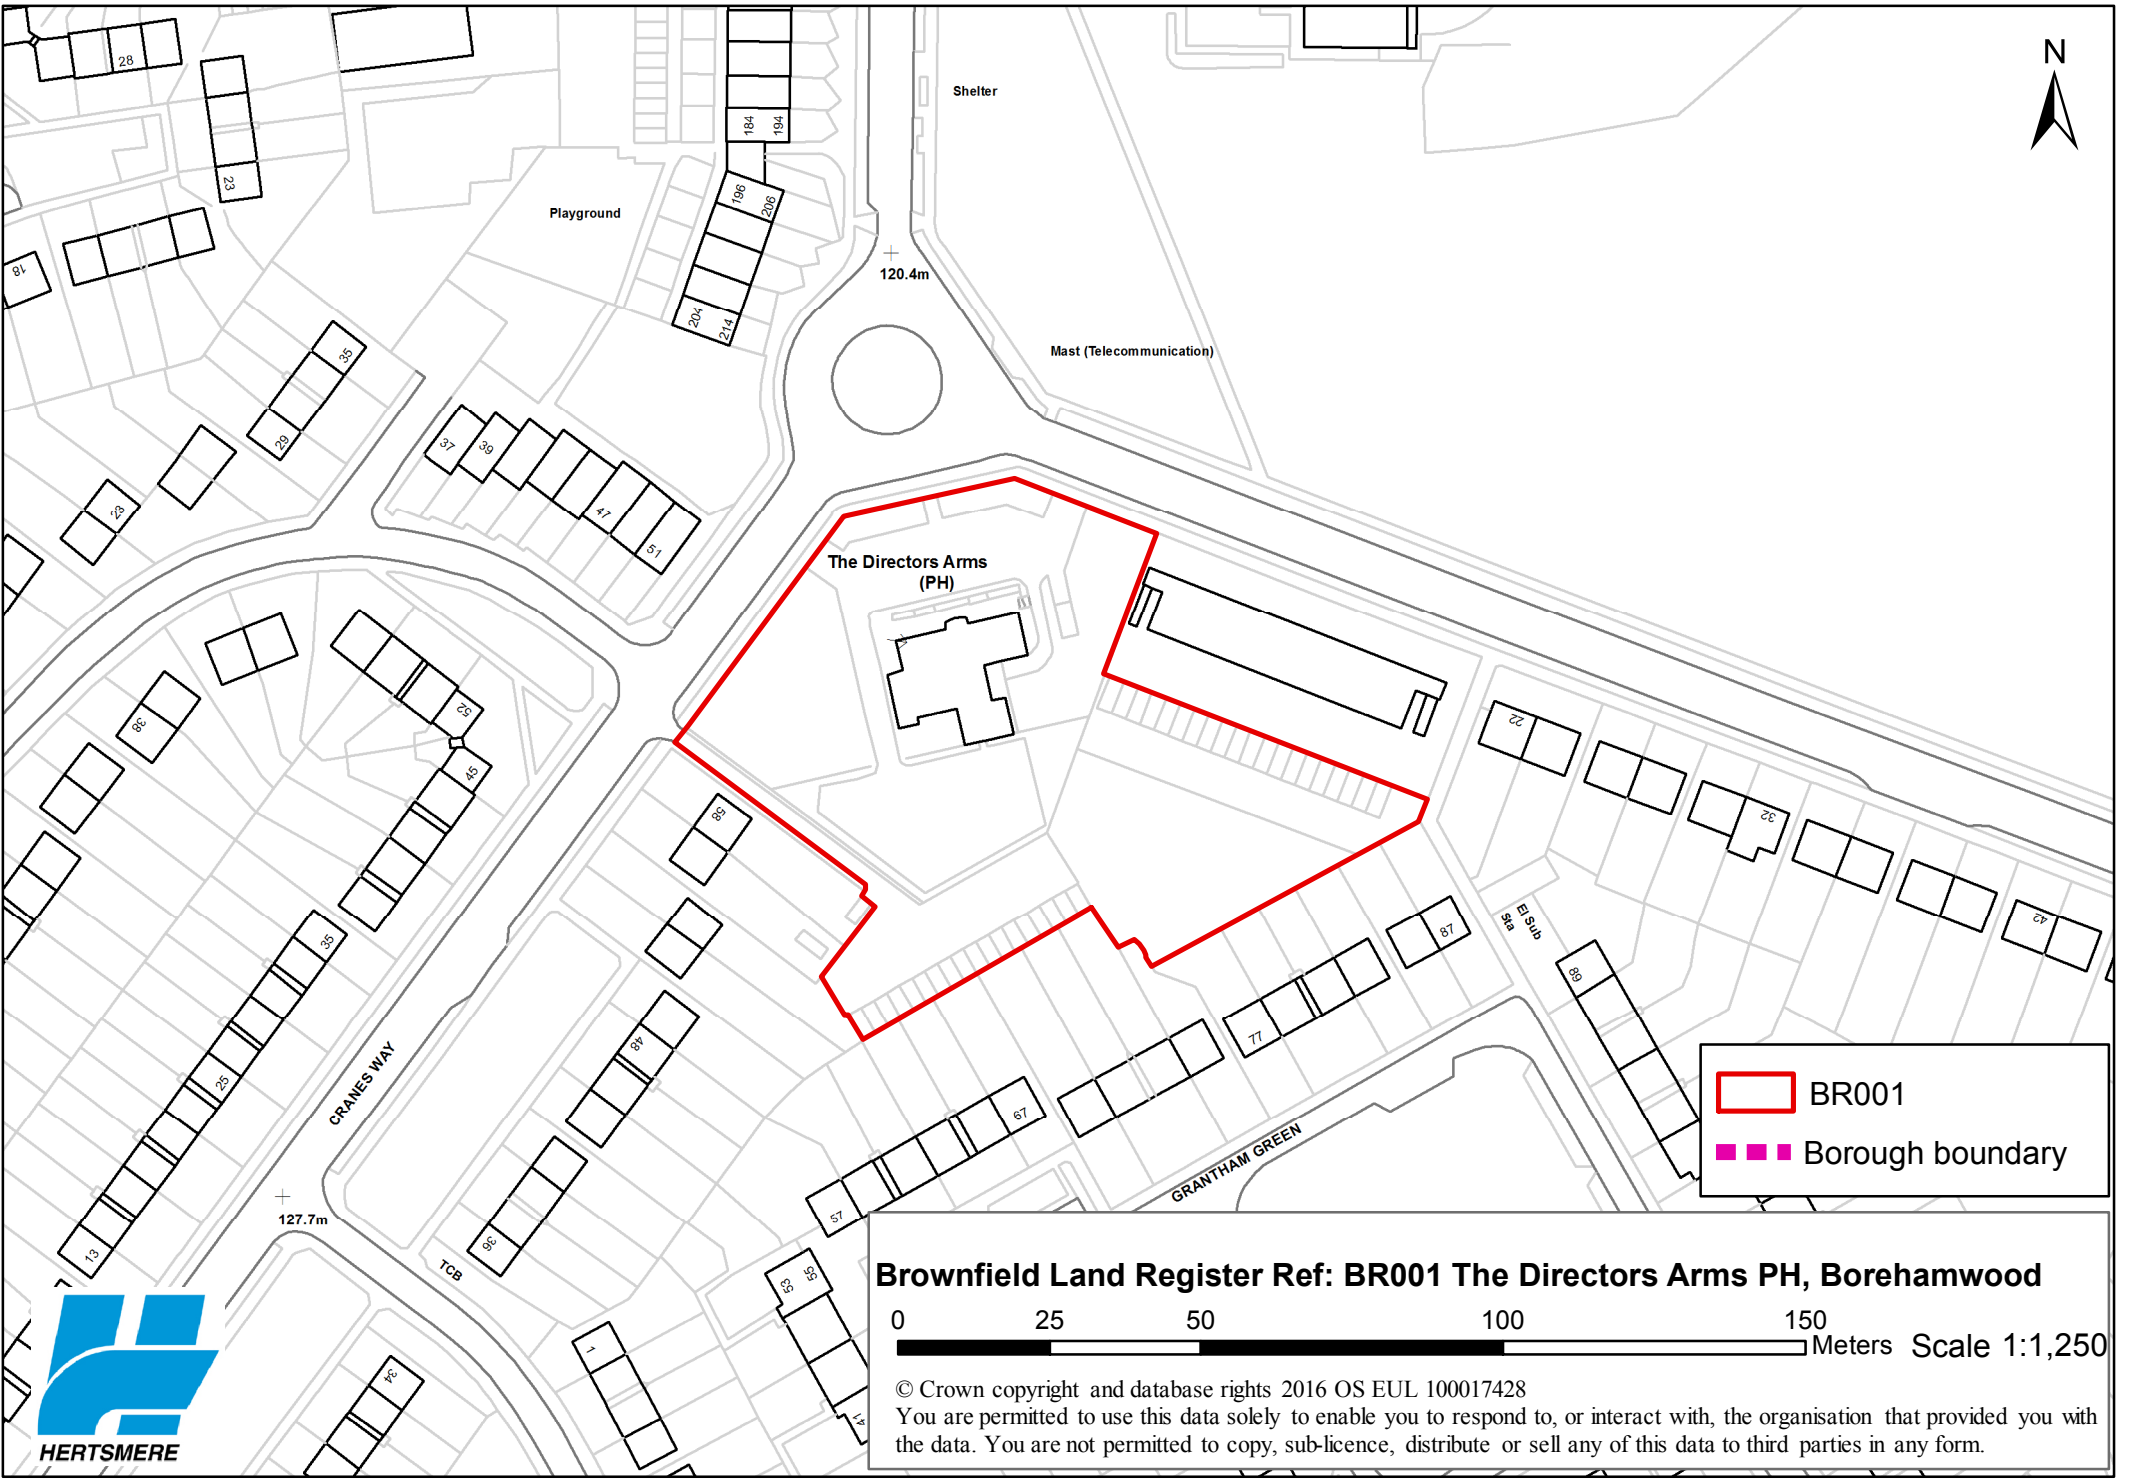 N
28
23
18
184
194
Shelter
Playground
196
206
120.4m
204
214
Mast (Telecommunication)
35
29
23
37
39
47
51
The Directors Arms
(PH)
38
52
45
58
22
32
42
El Sub
Sta
87
89
35
48
77
25
CRANES WAY
67
GRANTHAM GREEN
57
127.7m
13
36
TCB
53
55
1
34
41
BR001
Borough boundary
Brownfield Land Register Ref: BR001 The Directors Arms PH, Borehamwood
0 25 50 100 150
Meters Scale 1:1,250
© Crown copyright and database rights 2016 OS EUL 100017428
You are permitted to use this data solely to enable you to respond to, or interact with, the organisation that provided you with
the data. You are not permitted to copy, sub-licence, distribute or sell any of this data to third parties in any form.
HERTSMERE